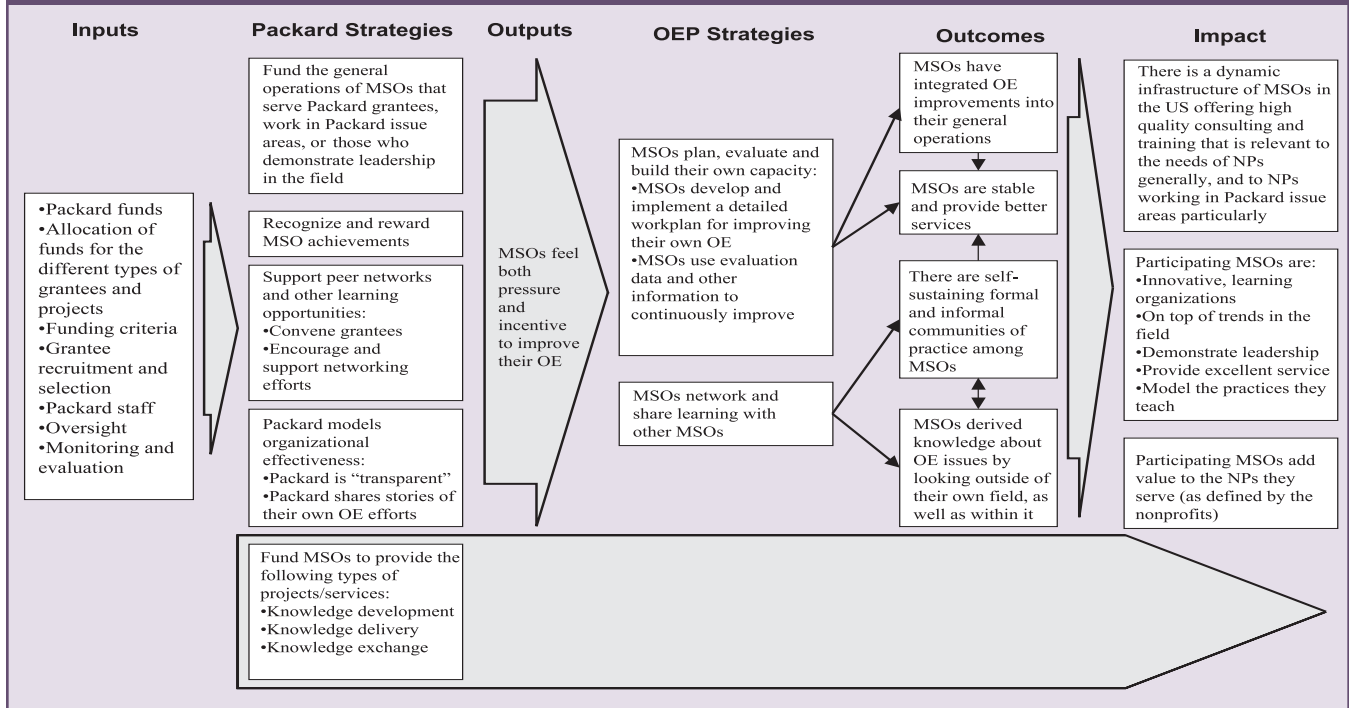 Inputs
Packard Strategies
Outputs
OEP Strategies
Outcomes
Impact
•Packard funds
•Allocation of
funds for the
different types of
grantees and
projects
•Funding criteria
•Grantee
recruitment and
selection
•Packard staff
•Oversight
•Monitoring and
evaluation
Fund the general
operations of MSOs that
serve Packard grantees,
work in Packard issue
areas, or those who
demonstrate leadership
in the field
Recognize and reward
MSO achievements
Support peer networks
and other learning
opportunities:
•Convene grantees
•Encourage and
support networking
efforts
Packard models
organizational
effectiveness:
•Packard is “transparent”
•Packard shares stories of
their own OE efforts
Fund MSOs to provide the
following types of
projects/services:
•Knowledge development
•Knowledge delivery
•Knowledge exchange
MSOs feel
both
pressure
and
incentive
to improve
their OE
MSOs plan, evaluate and
build their own capacity:
•MSOs develop and
implement a detailed
workplan for improving
their own OE
•MSOs use evaluation
data and other
information to
continuously improve
MSOs network and
share learning with
other MSOs
MSOs have
integrated OE
improvements into
their general
operations
MSOs are stable
and provide better
services
There are self-
sustaining formal
and informal
communities of
practice among
MSOs
MSOs derived
knowledge about
OE issues by
looking outside of
their own field, as
well as within it
There is a dynamic
infrastructure of MSOs in
the US offering high
quality consulting and
training that is relevant to
the needs of NPs
generally, and to NPs
working in Packard issue
areas particularly
Participating MSOs are:
•Innovative, learning
organizations
•On top of trends in the
field
•Demonstrate leadership
•Provide excellent service
•Model the practices they
teach
Participating MSOs add
value to the NPs they
serve (as defined by the
nonprofits)